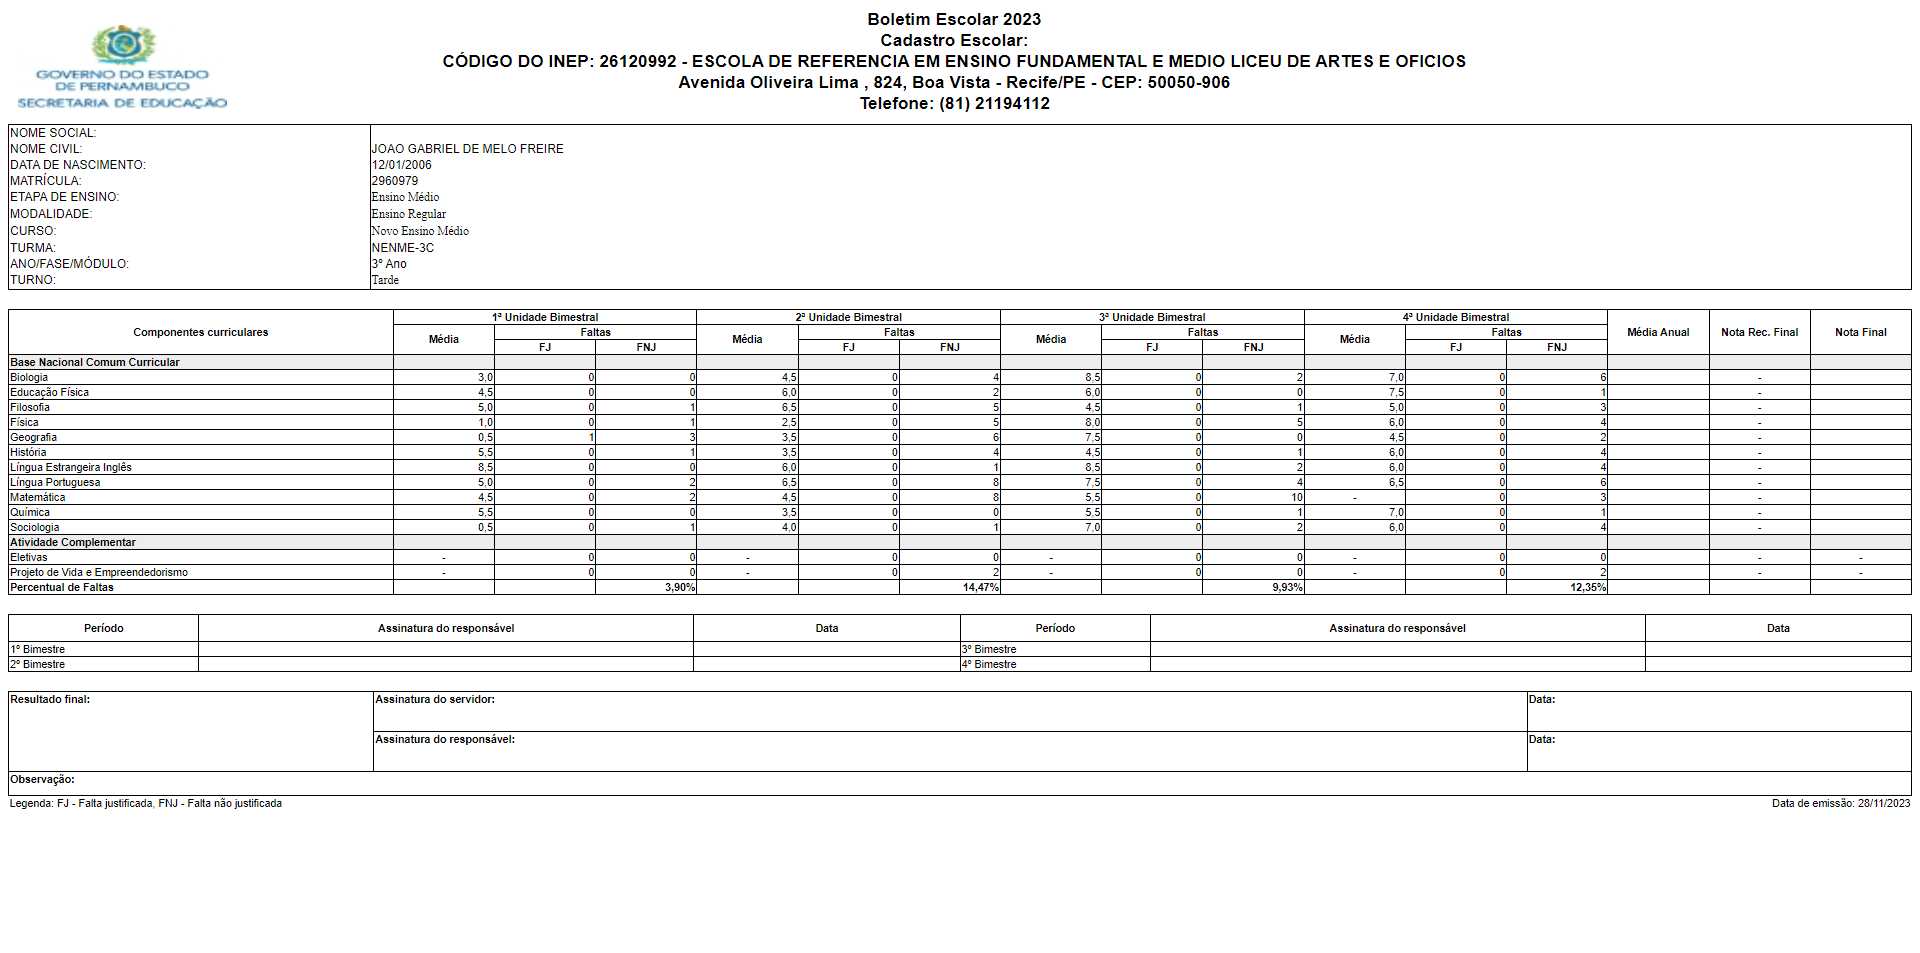 GOVERNO DO ESTADO
DE PERNAMBUCO
SECRETARIA DE EDUCAÇÃO
Boletim Escolar 2023
Cadastro Escolar:
CÓDIGO DO INEP: 26120992 - ESCOLA DE REFERENCIA EM ENSINO FUNDAMENTAL E MEDIO LICEU DE ARTES E OFICIOS
Avenida Oliveira Lima , 824, Boa Vista - Recife/PE - CEP: 50050-906
Telefone: (81) 21194112
NOME SOCIAL:
NOME CIVIL: JOAO GABRIEL DE MELO FREIRE
DATA DE NASCIMENTO: 12/01/2006
MATRÍCULA: 2960979
ETAPA DE ENSINO: Ensino Médio
MODALIDADE: Ensino Regular
CURSO: Novo Ensino Médio
TURMA: NENME-3C
ANO/FASE/MÓDULO: 3º Ano
TURNO: Tarde
Componentes curriculares 1ª Unidade Bimestral 2ª Unidade Bimestral 3ª Unidade Bimestral 4ª Unidade Bimestral Média Anual Nota Rec. Final Nota Final
Média Faltas Média Faltas Média Faltas Média Faltas
FJ FNJ FJ FNJ FJ FNJ FJ FNJ
Base Nacional Comum Curricular
Biologia 3,0 0 0 4,5 0 4 8,5 0 2 7,0 0 6 -
Educação Física 4,5 0 0 6,0 0 2 6,0 0 0 7,5 0 1 -
Filosofia 5,0 0 1 6,5 0 5 4,5 0 1 5,0 0 3 -
Física 1,0 0 1 2,5 0 5 8,0 0 5 6,0 0 4 -
Geografia 0,5 1 3 3,5 0 6 7,5 0 0 4,5 0 2 -
História 5,5 0 1 3,5 0 4 4,5 0 1 6,0 0 4 -
Língua Estrangeira Inglês 8,5 0 0 6,0 0 1 8,5 0 2 6,0 0 4 -
Língua Portuguesa 5,0 0 2 6,5 0 8 7,5 0 4 6,5 0 6 -
Matemática 4,5 0 2 4,5 0 8 5,5 0 10 - 0 3 -
Química 5,5 0 0 3,5 0 0 5,5 0 1 7,0 0 1 -
Sociologia 0,5 0 1 4,0 0 1 7,0 0 2 6,0 0 4 -
Atividade Complementar
Eletivas - 0 0 - 0 0 - 0 0 - 0 0 - -
Projeto de Vida e Empreendedorismo - 0 0 - 0 2 - 0 0 - 0 2 - -
Percentual de Faltas 3,90% 14,47% 9,93% 12,35%
Período Assinatura do responsável Data Período Assinatura do responsável Data
1º Bimestre 3º Bimestre
2º Bimestre 4º Bimestre
Resultado final: Assinatura do servidor: Data:
Assinatura do responsável: Data:
Observação:
Legenda: FJ - Falta justificada, FNJ - Falta não justificada Data de emissão: 28/11/2023